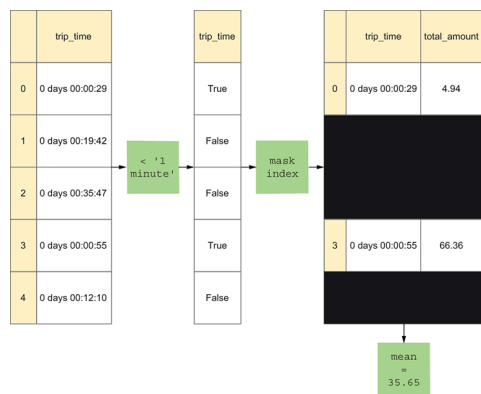 trip_time
0 0 days 00:00:29
1 0 days 00:19:42
2 0 days 00:35:47
3 0 days 00:00:55
4 0 days 00:12:10
< '1
minute'
trip_time
True
False
False
True
False
mask
index
trip_time total_amount
0 0 days 00:00:29 4.94
3 0 days 00:00:55 66.36
mean
=
35.65